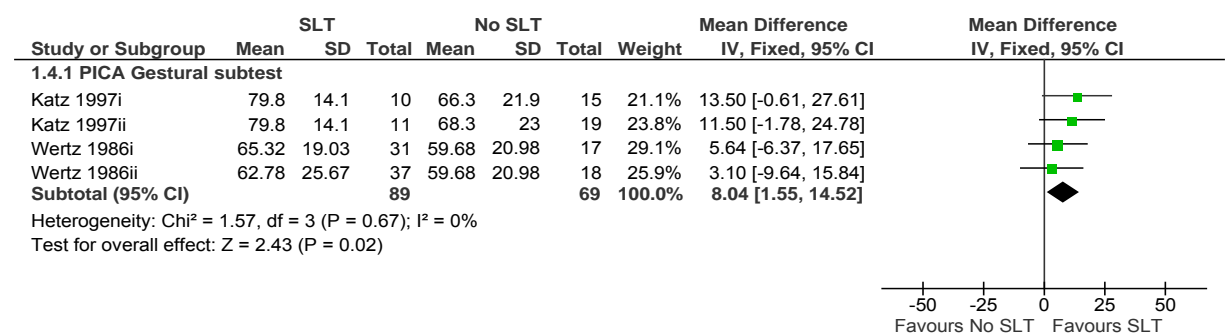 SLT No SLT Mean Difference Mean Difference
Study or Subgroup Mean SD Total Mean SD Total Weight IV, Fixed, 95% CI IV, Fixed, 95% CI
1.4.1 PICA Gestural subtest
Katz 1997i 79.8 14.1 10 66.3 21.9 15 21.1% 13.50 [-0.61, 27.61]
Katz 1997ii 79.8 14.1 11 68.3 23 19 23.8% 11.50 [-1.78, 24.78]
Wertz 1986i 65.32 19.03 31 59.68 20.98 17 29.1% 5.64 [-6.37, 17.65]
Wertz 1986ii 62.78 25.67 37 59.68 20.98 18 25.9% 3.10 [-9.64, 15.84]
Subtotal (95% CI) 89 69 100.0% 8.04 [1.55, 14.52]
Heterogeneity: Chi² = 1.57, df = 3 (P = 0.67); I² = 0%
Test for overall effect: Z = 2.43 (P = 0.02)
-50 -25 0 25 50
Favours No SLT Favours SLT